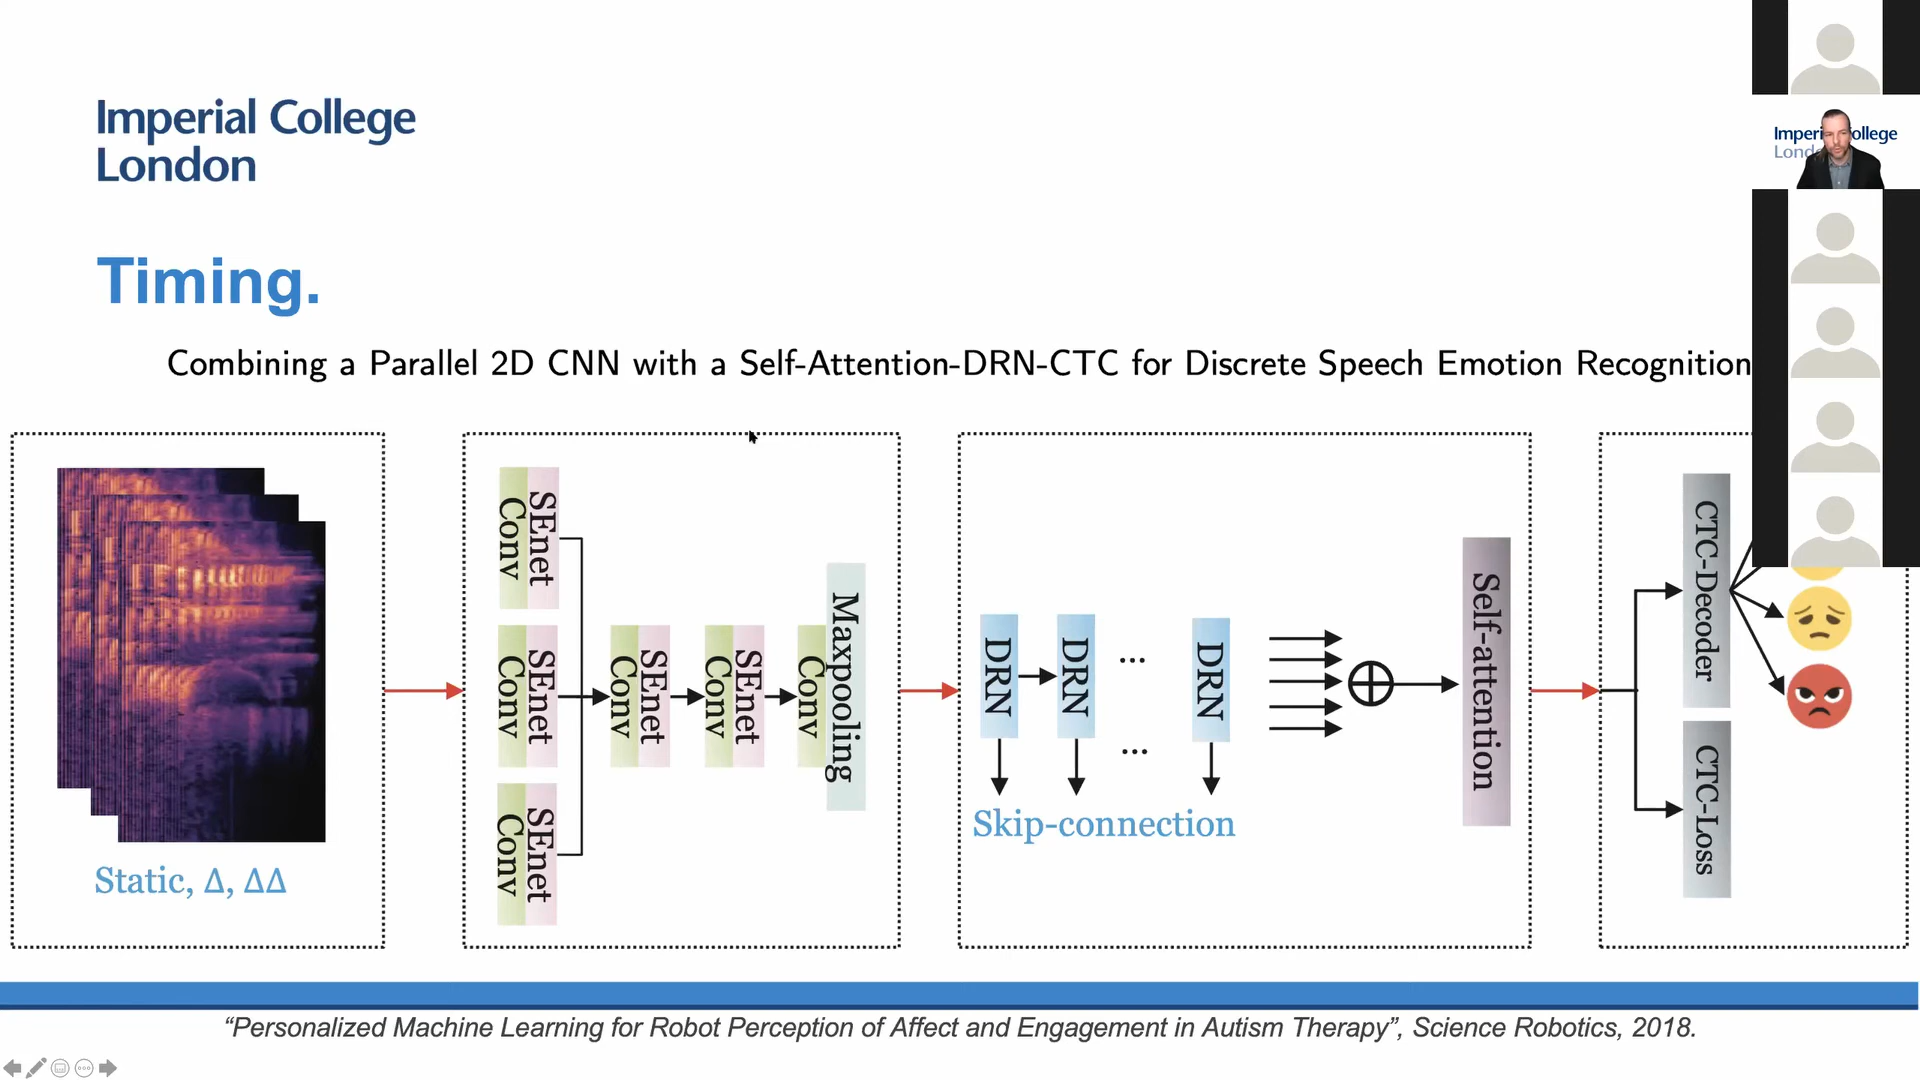 Imperial College
London
Imperi ollege
Lond
Timing.
Combining a Parallel 2D CNN with a Self-Attention-DRN-CTC for Discrete Speech Emotion Recognition
SEnet
Conv
SEnet
Conv
SEnet
Conv
SEnet
Conv
SEnet
Conv
Maxpooling
Conv
DRN
DRN
...
DRN
...
Skip-connection
Self-attention
CTC-Decoder
CTC-Loss
Static, Δ, ΔΔ
“Personalized Machine Learning for Robot Perception of Affect and Engagement in Autism Therapy”, Science Robotics, 2018.